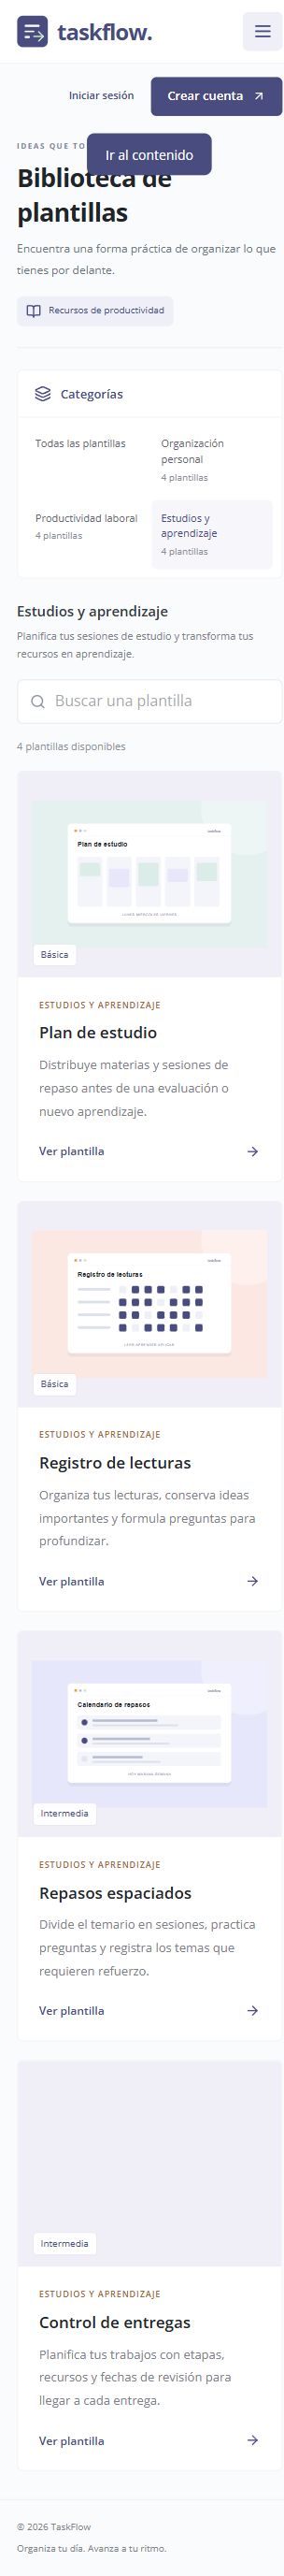 taskflow.
Iniciar sesión
Crear cuenta
IDEAS QUE TO
Ir al contenido
Biblioteca de
plantillas
Encuentra una forma práctica de organizar lo que
tienes por delante.
Recursos de productividad
Categorías
Todas las plantillas
Organización
personal
4 plantillas
Productividad laboral
4 plantillas
Estudios y
aprendizaje
4 plantillas
Estudios y aprendizaje
Planifica tus sesiones de estudio y transforma tus
recursos en aprendizaje.
Buscar una plantilla
4 plantillas disponibles
taskflow
Plan de estudio
Básica
ESTUDIOS Y APRENDIZAJE
Plan de estudio
Distribuye materias y sesiones de
repaso antes de una evaluación o
nuevo aprendizaje.
Ver plantilla
taskflow
Registro de lecturas
Básica
ESTUDIOS Y APRENDIZAJE
Registro de lecturas
Organiza tus lecturas, conserva ideas
importantes y formula preguntas para
profundizar.
Ver plantilla
taskflow
Calendario de repasos
Intermedia
ESTUDIOS Y APRENDIZAJE
Repasos espaciados
Divide el temario en sesiones, practica
preguntas y registra los temas que
requieren refuerzo.
Ver plantilla
Intermedia
ESTUDIOS Y APRENDIZAJE
Control de entregas
Planifica tus trabajos con etapas,
recursos y fechas de revisión para
llegar a cada entrega.
Ver plantilla
© 2026 TaskFlow
Organiza tu día. Avanza a tu ritmo.